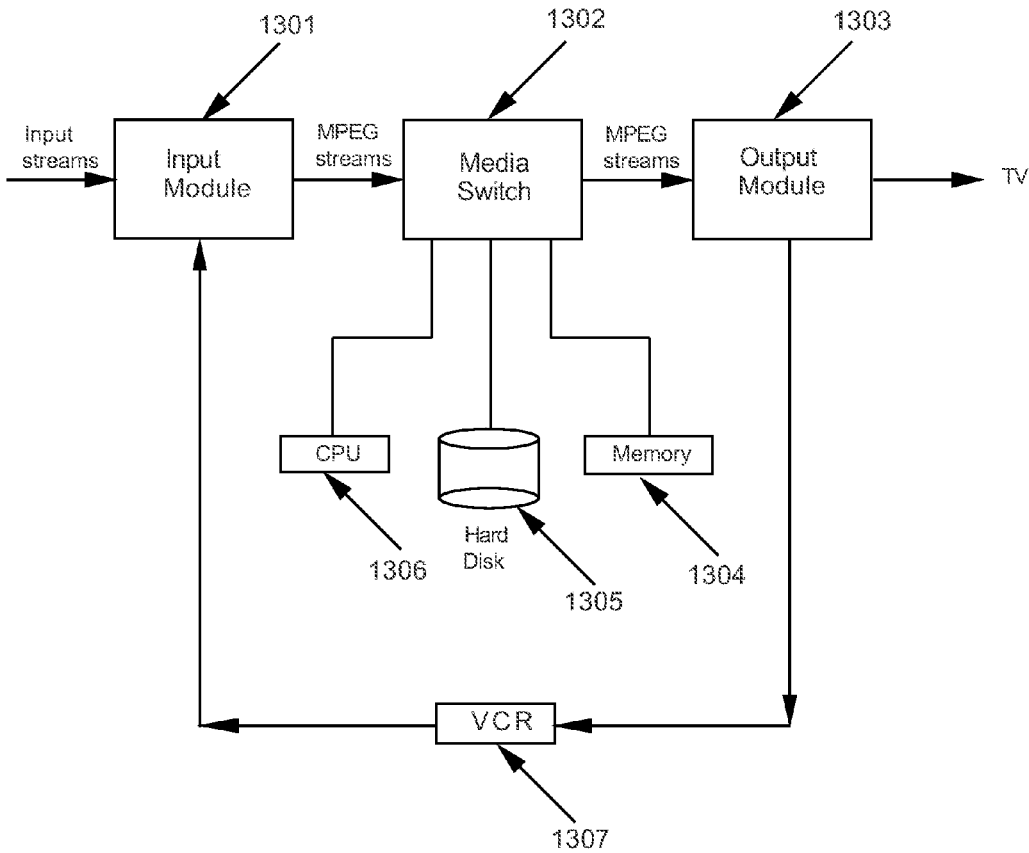 1301
1302
1303
Input
streams
Input
Module
MPEG
streams
Media
Switch
MPEG
streams
Output
Module
TV
CPU
Memory
Hard
Disk
1306
1305
1304
VCR
1307